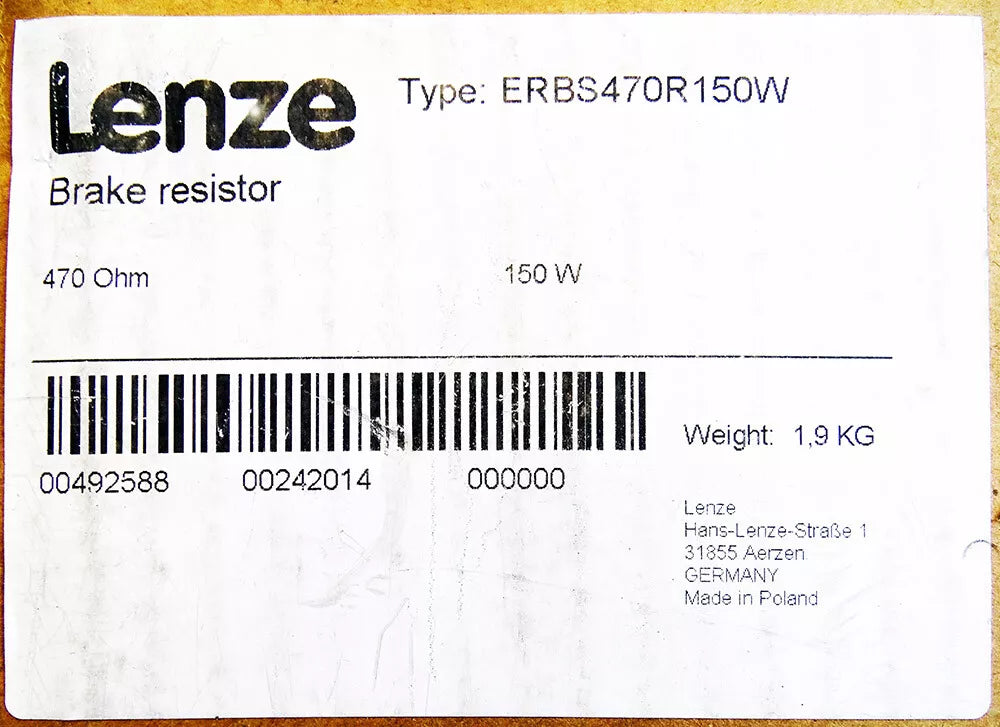 Lenze
Type: ERBS470R150W
Brake resistor
470 Ohm 150 W
00492588 00242014 000000
Weight: 1,9 KG
Lenze
Hans-Lenze-Straße 1
31855 Aerzen
GERMANY
Made in Poland